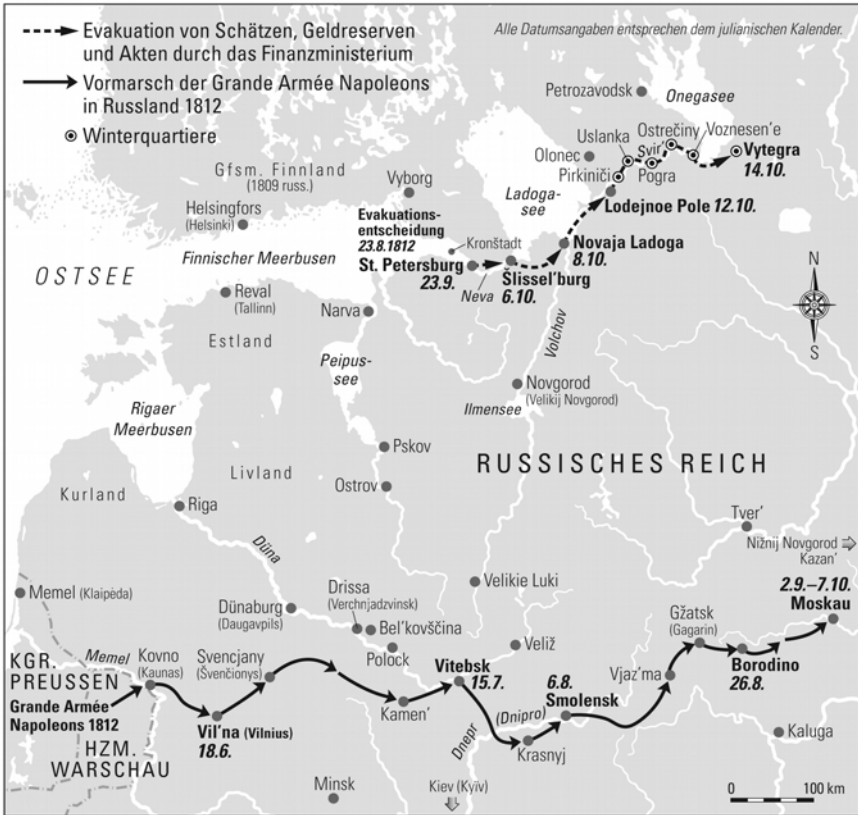 Evakuation von Schätzen, Geldreserven
und Akten durch das Finanzministerium
Vormarsch der Grande Armée Napoleons
in Russland 1812
Winterquartiere
Alle Datumsangaben entsprechen dem julianischen Kalender.
Petrozavodsk
Onegasee
Ostrečiny
Voznesen'e
Uslanka
Svir'
Olonec
Vytegra
14.10.
Pirkiniči
Pogra
Gfsm. Finnland
(1809 russ.)
Vyborg
Ladoga-
see
Lodejnoe Pole 12.10.
Helsingfors
(Helsinki)
Evakuations-
entscheidung
23.8.1812
Kronštadt
Novaja Ladoga
8.10.
OSTSEE
Finnischer Meerbusen
St. Petersburg
23.9.
Neva
Šlissel'burg
6.10.
N
S
Reval
(Tallinn)
Narva
Volchov
Estland
Peipus-
see
Novgorod
(Velikij Novgorod)
Ilmensee
Rigaer
Meerbusen
Pskov
RUSSISCHES REICH
Livland
Ostrov
Kurland
Riga
Tver'
Düna
Nižnij Novgorod
Kazan'
Memel (Klaipėda)
Dünaburg
(Daugavpils)
Drissa
(Verchnjadzvinsk)
Velikie Luki
2.9.–7.10.
Moskau
Bel'kovščina
Gžatsk
(Gagarin)
Polock
Veliž
KGR.
PREUSSEN
Memel
Kovno
(Kaunas)
Svencjany
(Švenčionys)
Vitebsk
15.7.
6.8.
Smolensk
Vjaz'ma
Borodino
26.8.
Grande Armée
Napoleons 1812
Vil'na (Vilnius)
18.6.
Kamen'
Dnepr
(Dnipro)
Krasnyj
Kaluga
HZM.
WARSCHAU
Minsk
Kiev (Kyïv)
0
100 km